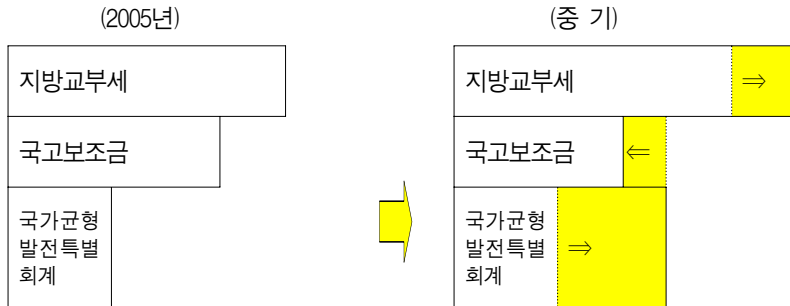 (2005년)
(중 기)
지방교부세
지방교부세
⇒
국고보조금
국고보조금
⇐
국가균형
발전특별
회계
국가균형
발전특별
회계
⇒